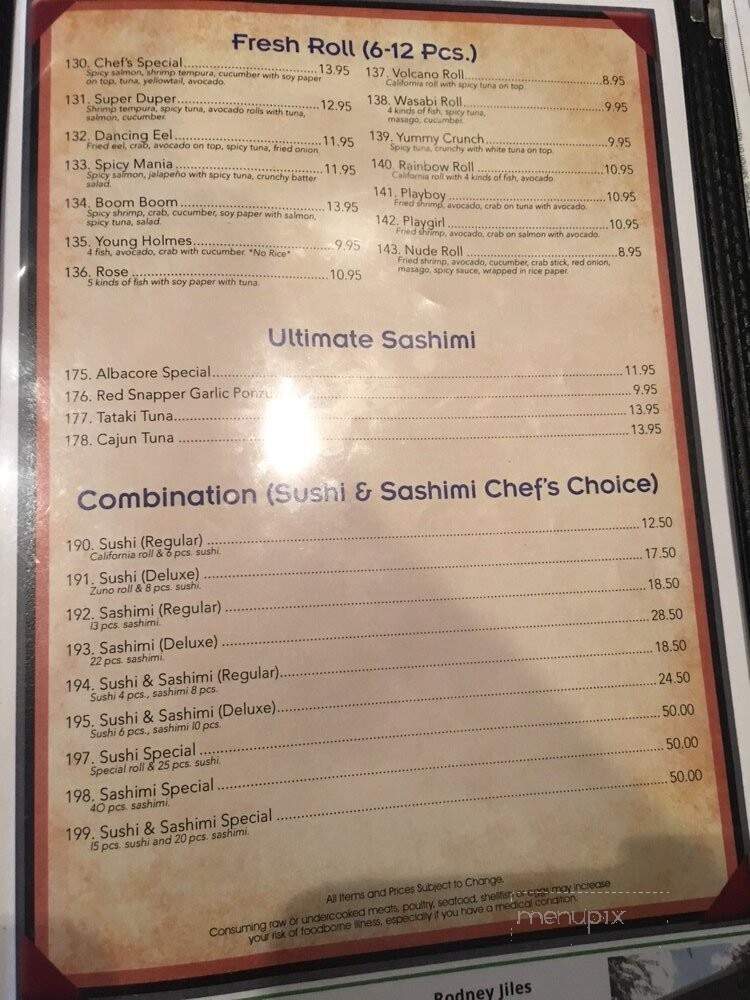 Fresh Roll (6-12 Pcs.)
130. Chef's Special 13.95
Spicy salmon, shrimp tempura, cucumber with soy paper
on top, tuna, yellowtail, avocado.
131. Super Duper 12.95
Shrimp tempura, spicy tuna, avocado rolls with tuna,
salmon, cucumber.
132. Dancing Eel 11.95
Fried eel, crab, avocado on top, spicy tuna, fried onion.
133. Spicy Mania 11.95
Spicy salmon, jalapeño with spicy tuna, crunchy batter
salad.
134. Boom Boom 13.95
Spicy shrimp, crab, cucumber, soy paper with salmon,
spicy tuna, salad.
135. Young Holmes 9.95
4 fish, avocado, crab with cucumber. *No Rice*
136. Rose 10.95
5 kinds of fish with soy paper with tuna.
137. Volcano Roll 8.95
California roll with spicy tuna on top.
138. Wasabi Roll 9.95
4 kinds of fish, spicy tuna,
masago, cucumber.
139. Yummy Crunch 9.95
Spicy tuna, crunchy with white tuna on top.
140. Rainbow Roll 10.95
California roll with 4 kinds of fish, avocado.
141. Playboy 10.95
Fried shrimp, avocado, crab on tuna with avocado.
142. Playgirl 10.95
Fried shrimp, avocado, crab on salmon with avocado.
143. Nude Roll 8.95
Fried shrimp, avocado, cucumber, crab stick, red onion,
masago, spicy sauce, wrapped in rice paper.
Ultimate Sashimi
175. Albacore Special 11.95
176. Red Snapper Garlic Ponzu 9.95
177. Tataki Tuna 13.95
178. Cajun Tuna 13.95
Combination (Sushi & Sashimi Chef's Choice)
190. Sushi (Regular) 12.50
California roll & 6 pcs. sushi.
191. Sushi (Deluxe) 17.50
Zuno roll & 8 pcs. sushi.
192. Sashimi (Regular) 18.50
13 pcs. sashimi.
193. Sashimi (Deluxe) 28.50
22 pcs. sashimi.
194. Sushi & Sashimi (Regular) 18.50
Sushi 4 pcs., sashimi 8 pcs.
195. Sushi & Sashimi (Deluxe) 24.50
Sushi 6 pcs., sashimi 10 pcs.
197. Sushi Special 50.00
Special roll & 25 pcs. sushi.
198. Sashimi Special 50.00
40 pcs. sashimi.
199. Sushi & Sashimi Special 50.00
15 pcs. sushi and 20 pcs. sashimi.
All Items and Prices Subject to Change.
Consuming raw or undercooked meats, poultry, seafood, shellfish or eggs may increase
your risk of foodborne illness, especially if you have a medical condition.
menupix
Rodney Jiles